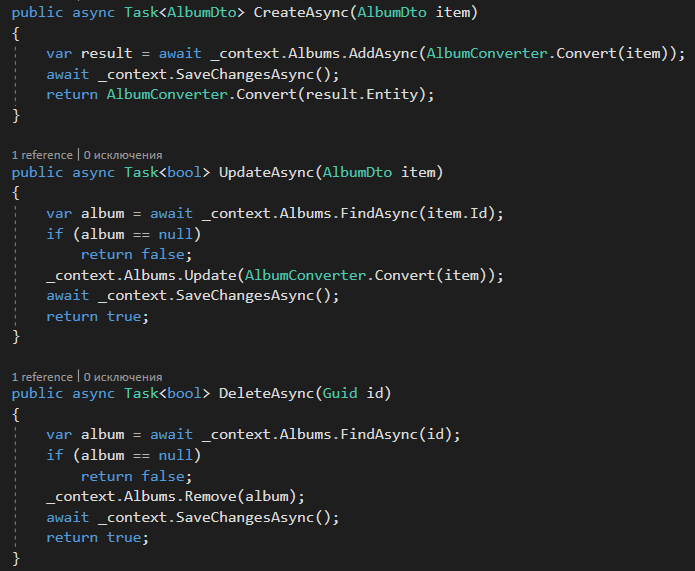 public async Task<AlbumDto> CreateAsync(AlbumDto item)
{
    var result = await _context.Albums.AddAsync(AlbumConverter.Convert(item));
    await _context.SaveChangesAsync();
    return AlbumConverter.Convert(result.Entity);
}
1 reference | 0 исключения
public async Task<bool> UpdateAsync(AlbumDto item)
{
    var album = await _context.Albums.FindAsync(item.Id);
    if (album == null)
        return false;
    _context.Albums.Update(AlbumConverter.Convert(item));
    await _context.SaveChangesAsync();
    return true;
}
1 reference | 0 исключения
public async Task<bool> DeleteAsync(Guid id)
{
    var album = await _context.Albums.FindAsync(id);
    if (album == null)
        return false;
    _context.Albums.Remove(album);
    await _context.SaveChangesAsync();
    return true;
}